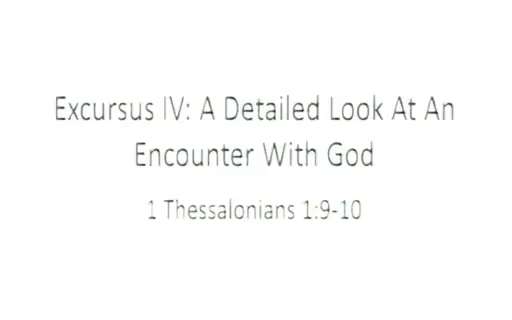 Excursus IV: A Detailed Look At An
Encounter With God
1 Thessalonians 1:9-10